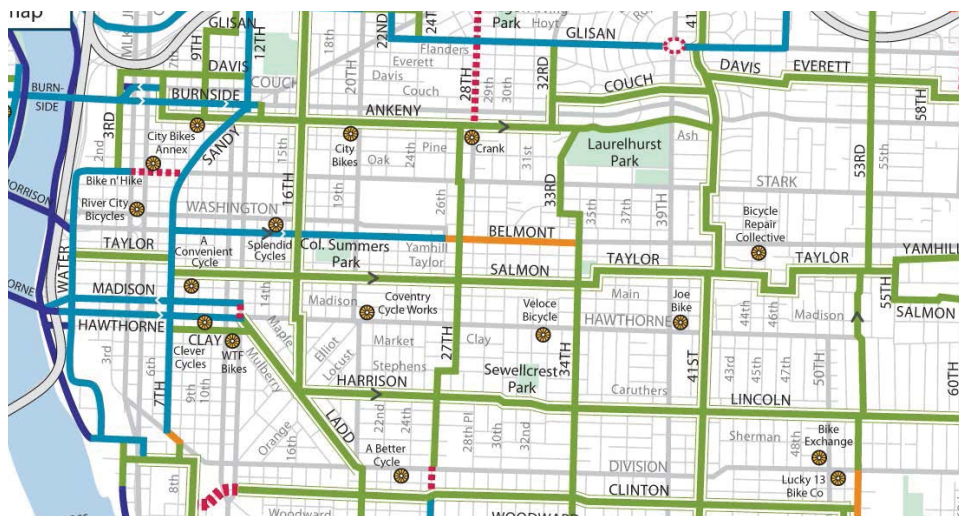 map
MLK
7th
9TH
12TH
18th
20TH
22ND
24TH
Park
Hoyt
Flanders
Everett
Davis
Couch
28TH
29th
30th
32RD
GLISAN
41
DAVIS
COUCH
COUCH
DAVIS
EVERETT
58TH
BURN-
SIDE
BURNSIDE
ANKENY
3RD
2nd
City Bikes
Annex
SANDY
15th
16TH
City
Bikes
Oak
24th
Pine
Crank
31st
33RD
Laurelhurst
Park
Ash
53RD
55th
STARK
Bike n' Hike
River City
Bicycles
WASHINGTON
19th
26th
35th
37th
39TH
MORRISON
WATER
TAYLOR
A
Convenient
Cycle
Splendid
Cycles
Col. Summers
Park
Yamhill
Taylor
BELMONT
SALMON
TAYLOR
Bicycle
Repair
Collective
TAYLOR
YAMHILL
SALMON
55TH
60TH
MADISON
14th
Madison
Coventry
Cycle Works
Veloce
Bicycle
Main
HAWTHORNE
Joe
Bike
44th
46th
Madison
HAWTHORNE
CLAY
Clever
Cycles
WTF
Bikes
Maple
Mulberry
Elliot
Locust
Market
Stephens
27TH
Clay
34TH
41ST
43rd
45th
47th
50TH
3rd
6th
7TH
9th
10th
HARRISON
Sewellcrest
Park
Caruthers
LINCOLN
LADD
Orange
16th
22nd
24th
28th Pl
30th
32nd
Sherman
48th
Bike
Exchange
A Better
Cycle
DIVISION
Lucky 13
Bike Co
8th
CLINTON
Woodward
WOODWARD